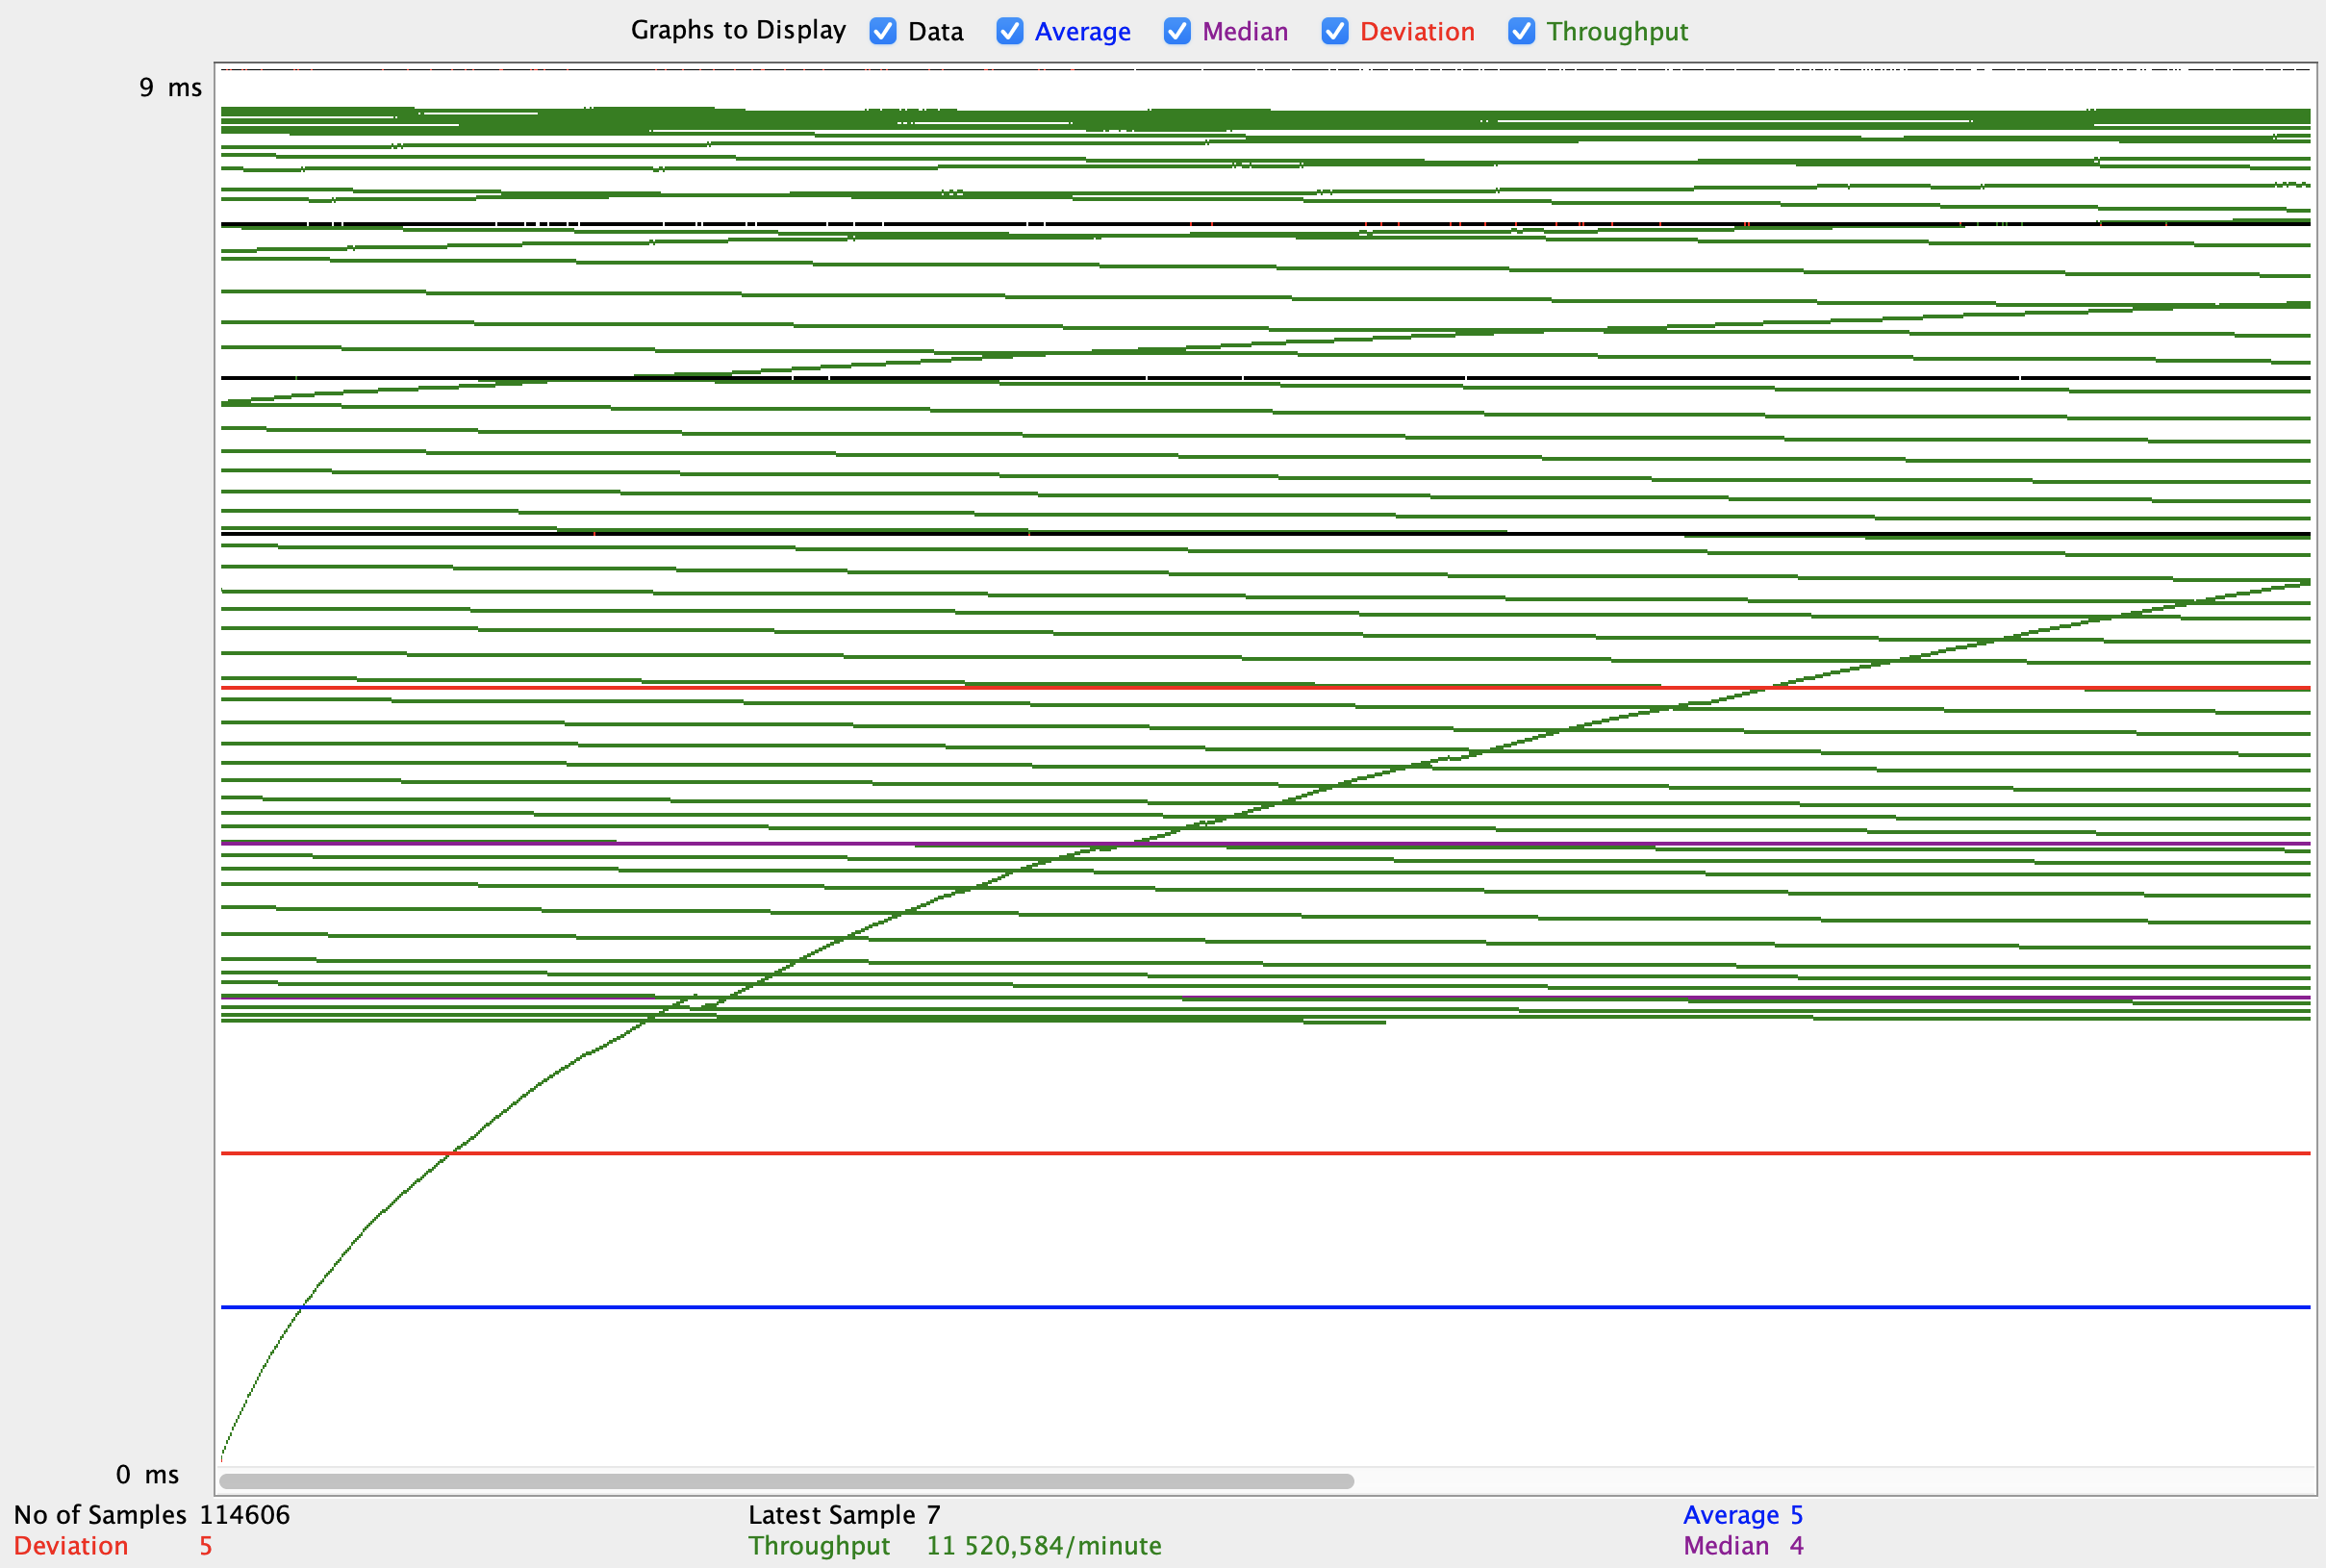 Graphs to Display Data Average Median Deviation Throughput
9 ms
0 ms
No of Samples 114606 Latest Sample 7 Average 5
Deviation 5 Throughput 11 520,584/minute Median 4